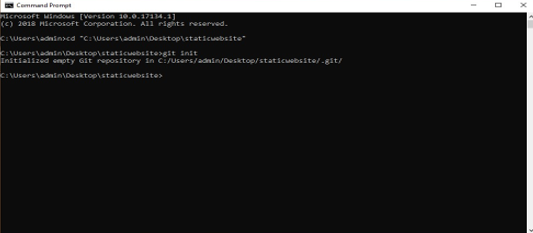 Command Prompt
Microsoft Windows [Version 10.0.17134.1]
(c) 2018 Microsoft Corporation. All rights reserved.
C:\Users\admin>cd "C:\Users\admin\Desktop\staticwebsite"
C:\Users\admin\Desktop\staticwebsite>git init
Initialized empty Git repository in C:/Users/admin/Desktop/staticwebsite/.git/
C:\Users\admin\Desktop\staticwebsite>